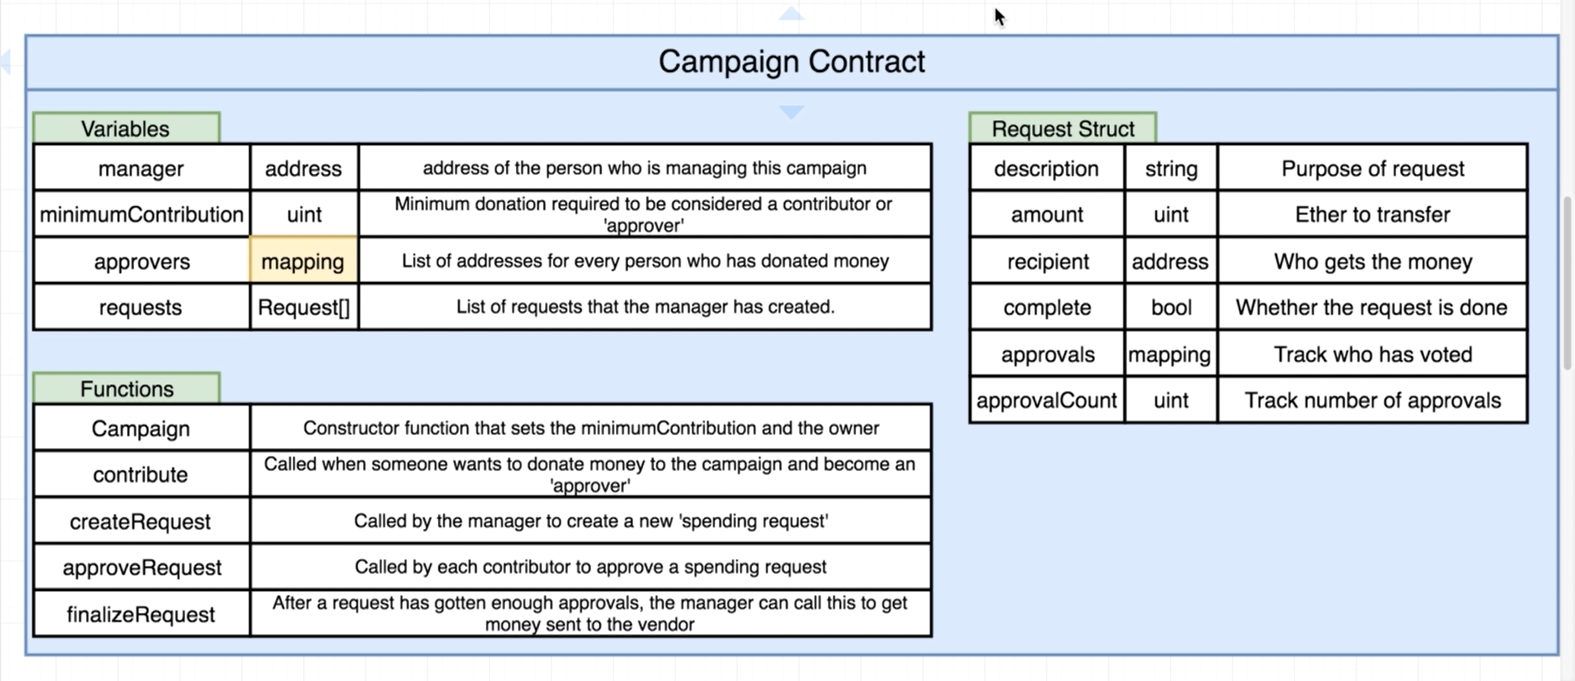 Campaign Contract
Variables
manager address address of the person who is managing this campaign
minimumContribution uint Minimum donation required to be considered a contributor or
'approver'
approvers mapping List of addresses for every person who has donated money
requests Request[] List of requests that the manager has created.
Functions
Campaign Constructor function that sets the minimumContribution and the owner
contribute Called when someone wants to donate money to the campaign and become an
'approver'
createRequest Called by the manager to create a new 'spending request'
approveRequest Called by each contributor to approve a spending request
finalizeRequest After a request has gotten enough approvals, the manager can call this to get
money sent to the vendor
Request Struct
description string Purpose of request
amount uint Ether to transfer
recipient address Who gets the money
complete bool Whether the request is done
approvals mapping Track who has voted
approvalCount uint Track number of approvals